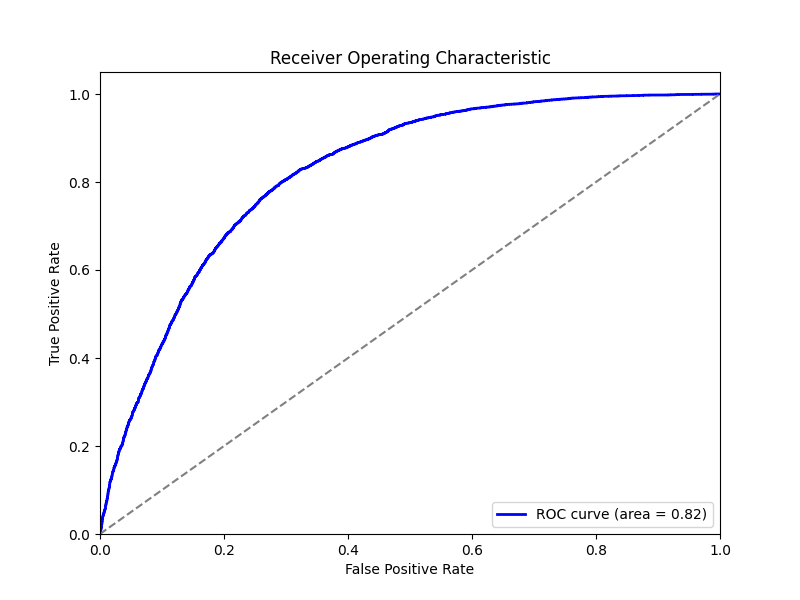 Receiver Operating Characteristic
True Positive Rate
1.0
0.8
0.6
0.4
0.2
0.0
ROC curve (area = 0.82)
0.0 0.2 0.4 0.6 0.8 1.0
False Positive Rate